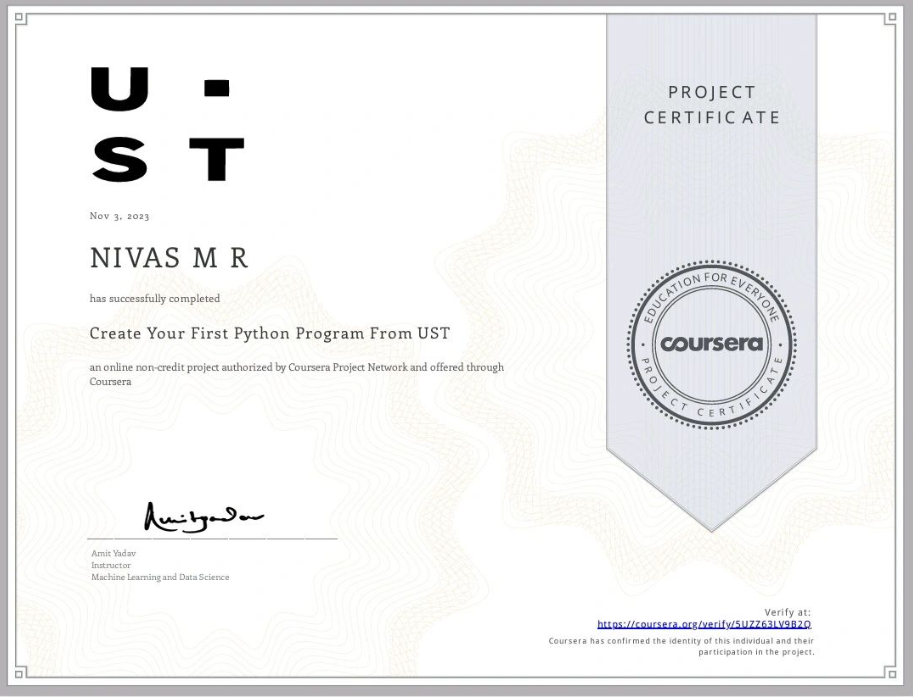 U ·
S T
Nov 3, 2023
NIVAS M R
has successfully completed
Create Your First Python Program From UST
an online non-credit project authorized by Coursera Project Network and offered through
Coursera
Amit Yadav
Amit Yadav
Instructor
Machine Learning and Data Science
PROJECT
CERTIFICATE
EDUCATION FOR EVERYONE
coursera
PROJECT CERTIFICATE
Verify at:
https://coursera.org/verify/5UZZ63LV9B2Q
Coursera has confirmed the identity of this individual and their
participation in the project.